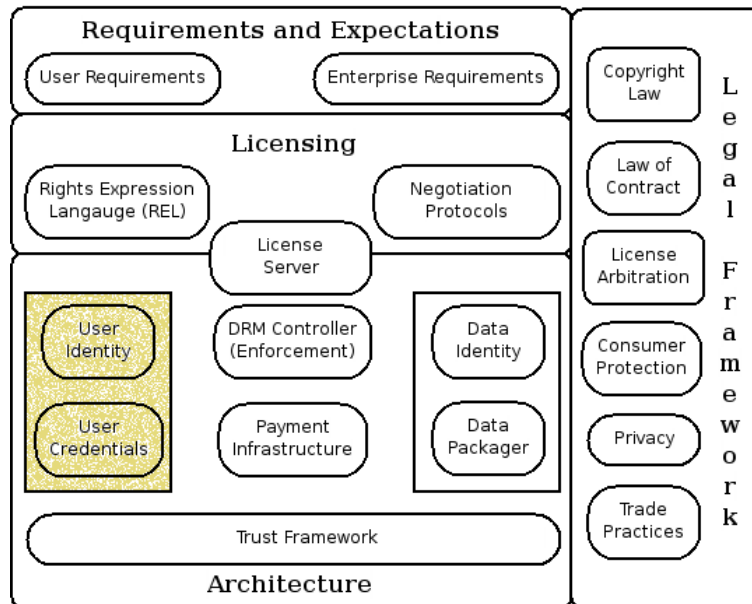 Requirements and Expectations
User Requirements
Enterprise Requirements
Licensing
Rights Expression
Langauge (REL)
Negotiation
Protocols
License
Server
User
Identity
DRM Controller
(Enforcement)
Data
Identity
User
Credentials
Payment
Infrastructure
Data
Packager
Trust Framework
Architecture
Copyright
Law
Law of
Contract
License
Arbitration
Consumer
Protection
Privacy
Trade
Practices
Legal Framework